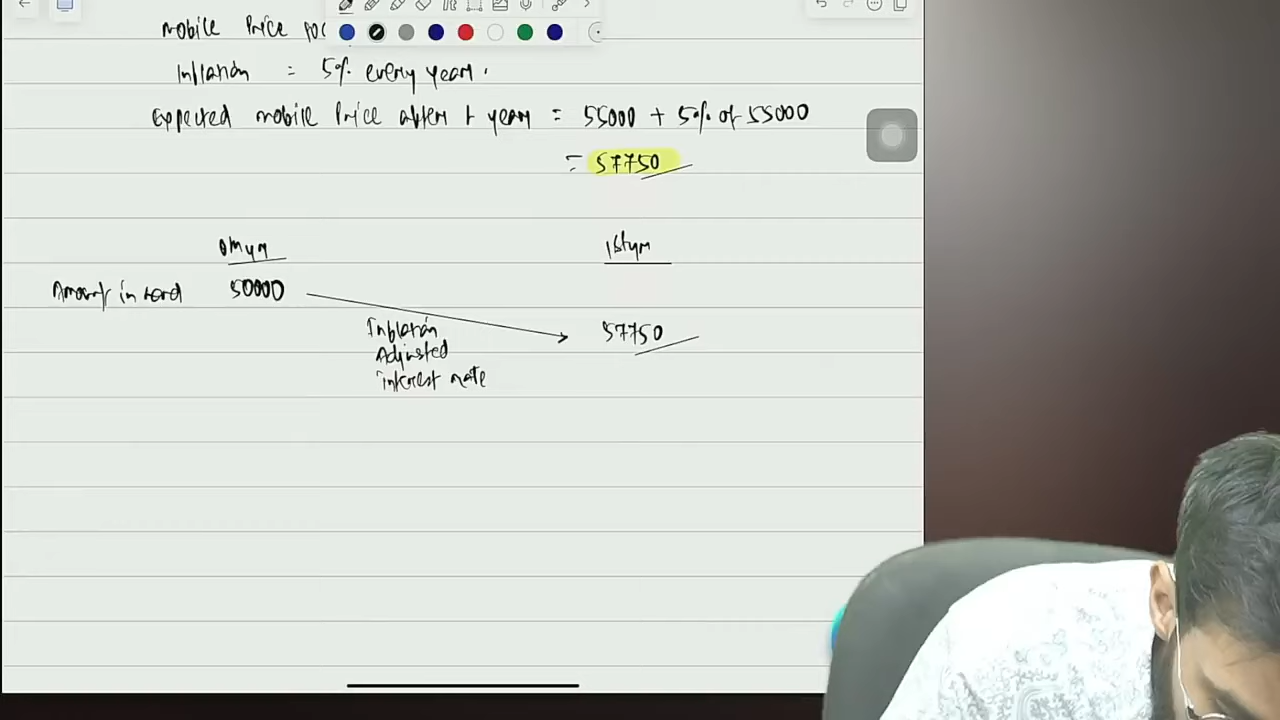 Mobile Price for
Inflation = 5% every year.
Expected mobile Price after 1 year = 55000 + 5% of 55000
= 57750
0th yr 1st yr
Amount in hand 50000
Inflation 57750
Adjusted
interest rate